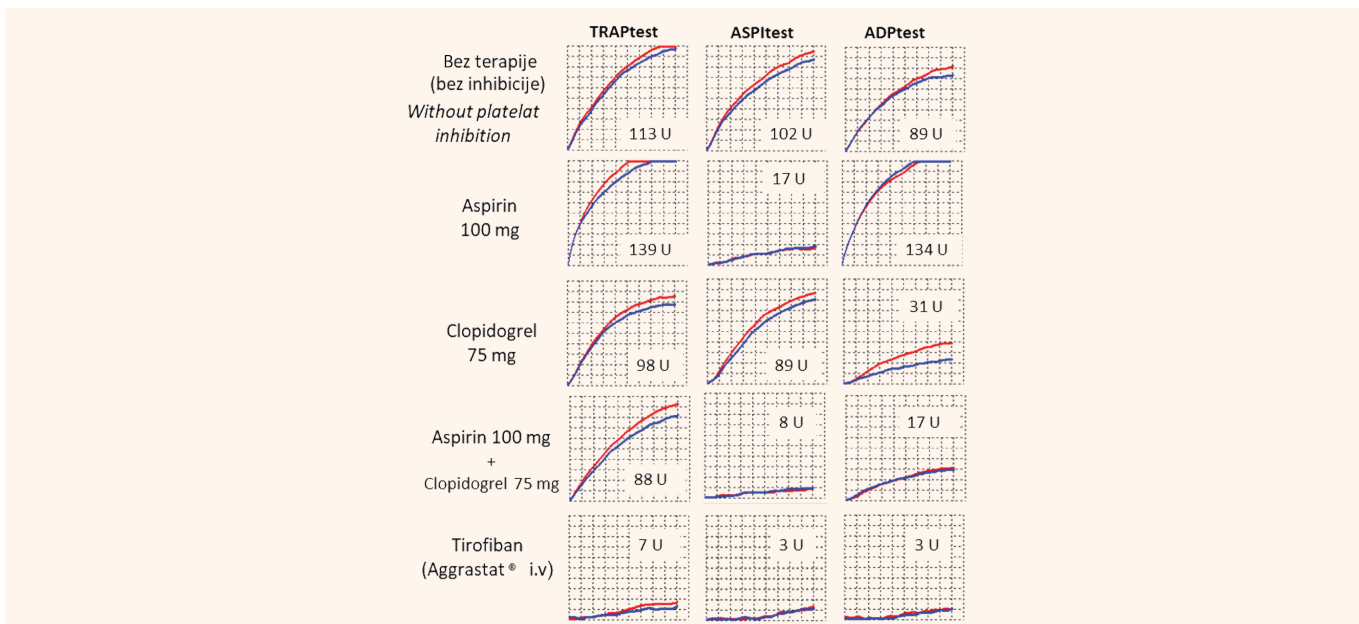 TRAPtest ASPItest ADPtest
Bez terapije
(bez inhibicije)
Without platelat
inhibition
113 U 102 U 89 U
Aspirin
100 mg
17 U
139 U 134 U
Clopidogrel
75 mg
31 U
98 U 89 U
Aspirin 100 mg
+
Clopidogrel 75 mg
8 U 17 U
88 U
Tirofiban
(Aggrastat ® i.v)
7 U 3 U 3 U